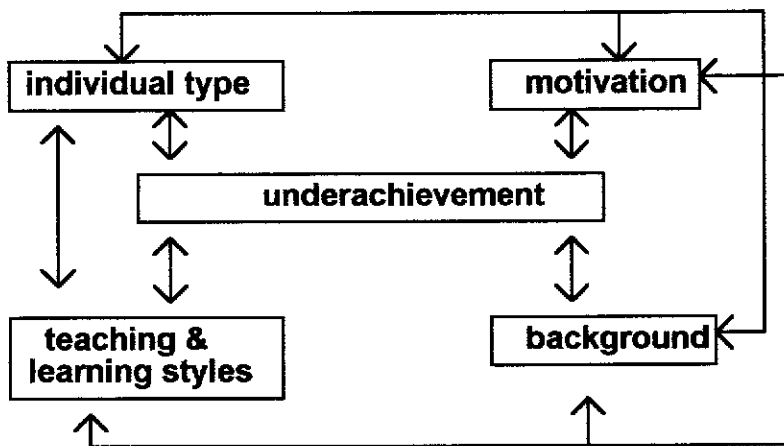 individual type
motivation
underachievement
teaching &
learning styles
background